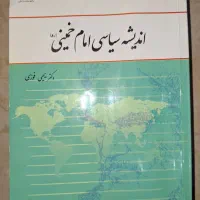 اندیشه سیاسی امام خمینی (ره)
دکتر یحیی فوزی